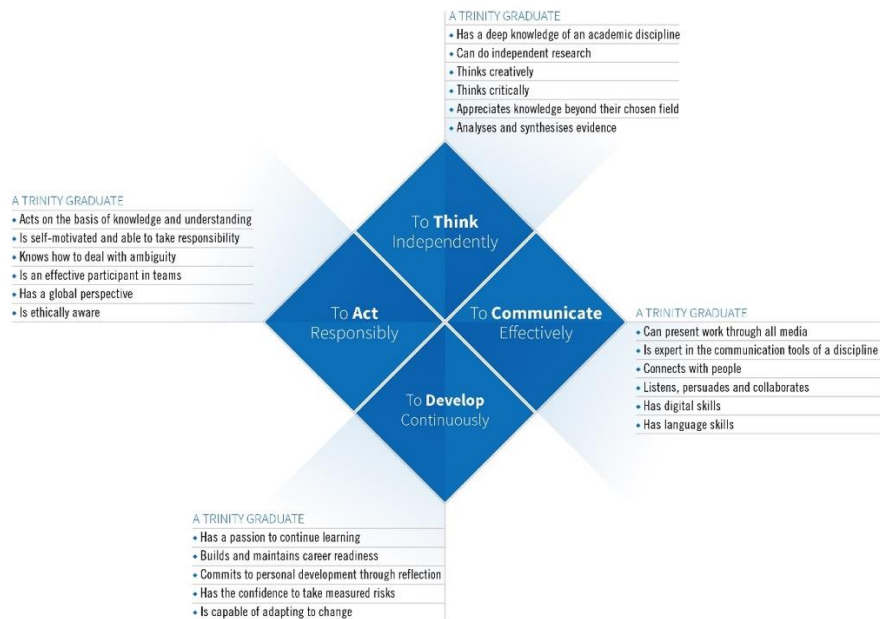 A TRINITY GRADUATE
• Has a deep knowledge of an academic discipline
• Can do independent research
• Thinks creatively
• Thinks critically
• Appreciates knowledge beyond their chosen field
• Analyses and synthesises evidence
To Think
Independently
A TRINITY GRADUATE
• Acts on the basis of knowledge and understanding
• Is self-motivated and able to take responsibility
• Knows how to deal with ambiguity
• Is an effective participant in teams
• Has a global perspective
• Is ethically aware
To Act
Responsibly
To Communicate
Effectively
A TRINITY GRADUATE
• Can present work through all media
• Is expert in the communication tools of a discipline
• Connects with people
• Listens, persuades and collaborates
• Has digital skills
• Has language skills
To Develop
Continuously
A TRINITY GRADUATE
• Has a passion to continue learning
• Builds and maintains career readiness
• Commits to personal development through reflection
• Has the confidence to take measured risks
• Is capable of adapting to change